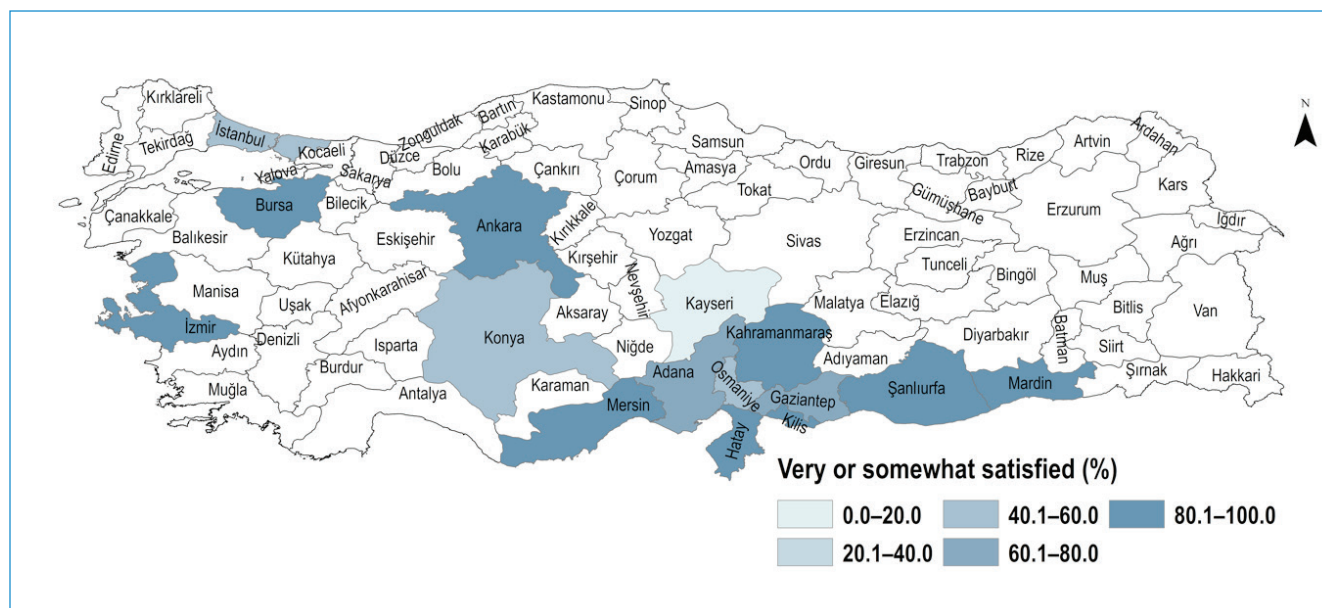 N
Kırklareli
Edirne
Tekirdağ
İstanbul
Kocaeli
Yalova
Sakarya
Düzce
Zonguldak
Bartın
Karabük
Kastamonu
Sinop
Samsun
Bolu
Çankırı
Çorum
Amasya
Tokat
Ordu
Giresun
Trabzon
Rize
Artvin
Ardahan
Gümüşhane
Bayburt
Erzurum
Kars
Iğdır
Ağrı
Çanakkale
Balıkesir
Bursa
Bilecik
Eskişehir
Ankara
Kırıkkale
Yozgat
Sivas
Erzincan
Tunceli
Bingöl
Muş
Bitlis
Van
Kütahya
Manisa
Uşak
Afyonkarahisar
Kırşehir
Nevşehir
Kayseri
Malatya
Elazığ
Diyarbakır
Batman
Siirt
Şırnak
Hakkari
İzmir
Aydın
Denizli
Isparta
Konya
Aksaray
Niğde
Kahramanmaraş
Adıyaman
Muğla
Burdur
Antalya
Karaman
Mersin
Adana
Osmaniye
Gaziantep
Kilis
Hatay
Şanlıurfa
Mardin
Very or somewhat satisfied (%)
0.0–20.0
40.1–60.0
80.1–100.0
20.1–40.0
60.1–80.0